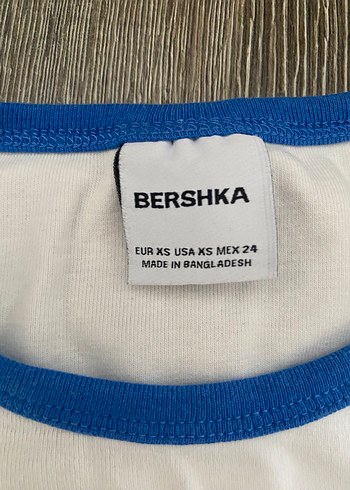 BERSHKA
EUR XS USA XS MEX 24
MADE IN BANGLADESH